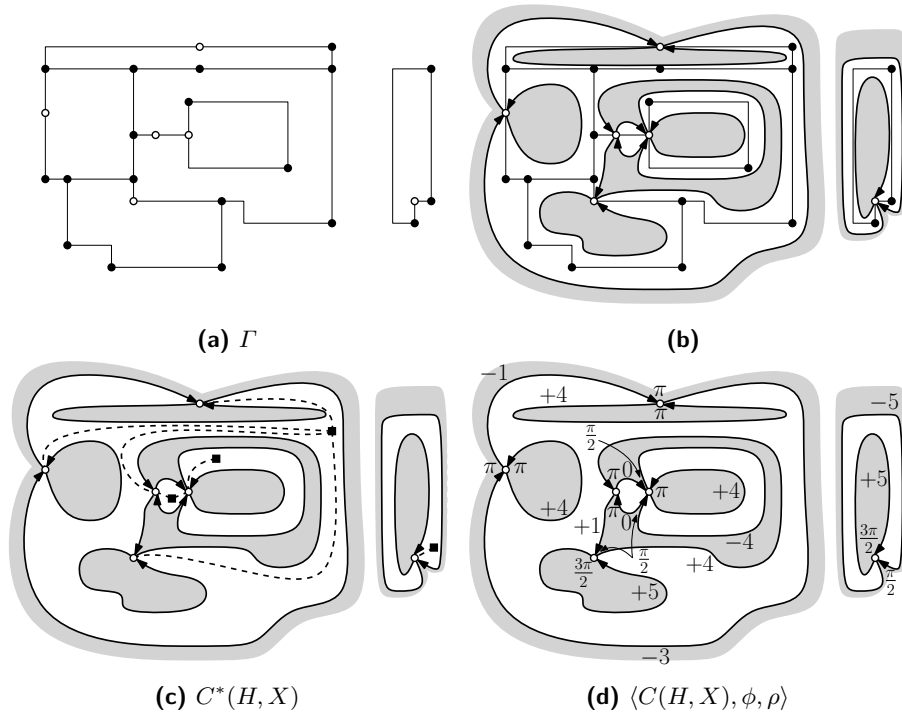 (a) Γ
(b)
−1
π
−5
+4
π
π/2
π
π
π
0
π
+4
+5
+4
π
0
+1
−4
π/2
3π/2
3π/2
+4
π/2
+5
−3
(c) C*(H, X)
(d) ⟨C(H, X), ϕ, ρ⟩